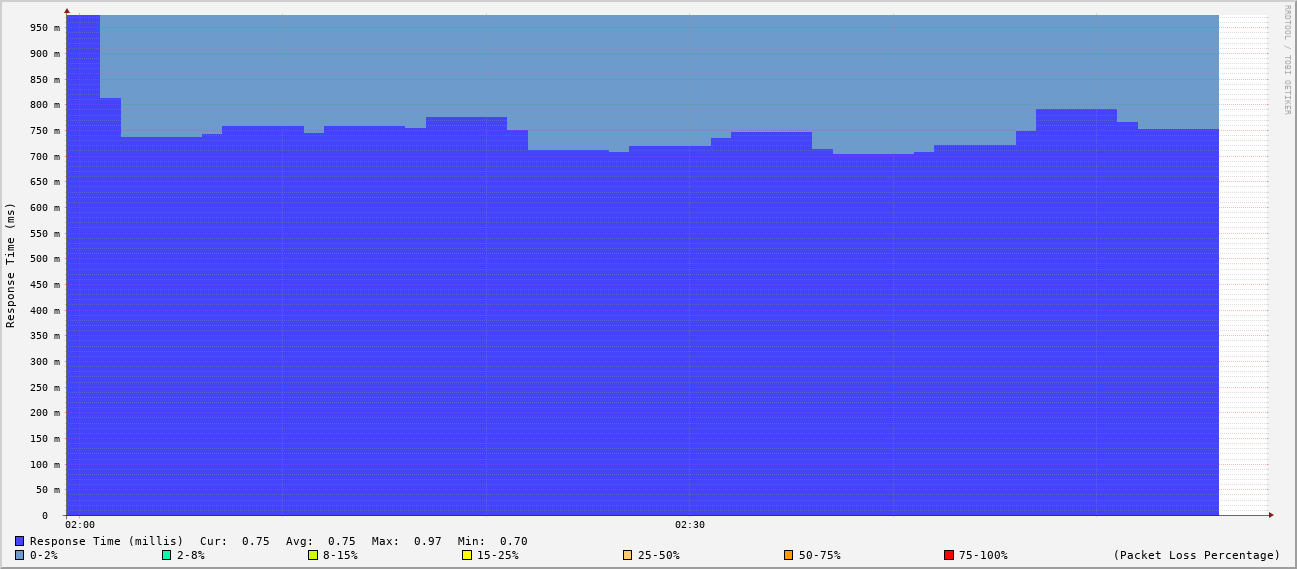 RRDTOOL / TOBI OETIKER
Response Time (ms)
950 m
900 m
850 m
800 m
750 m
700 m
650 m
600 m
550 m
500 m
450 m
400 m
350 m
300 m
250 m
200 m
150 m
100 m
50 m
0
02:00 02:30
Response Time (millis) Cur: 0.75 Avg: 0.75 Max: 0.97 Min: 0.70
0-2% 2-8% 8-15% 15-25% 25-50% 50-75% 75-100% (Packet Loss Percentage)